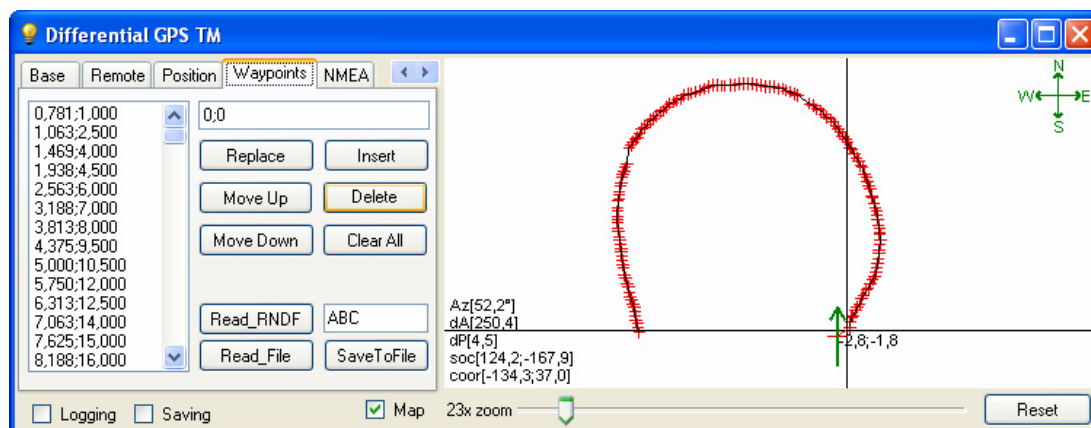 Differential GPS TM
Base Remote Position Waypoints NMEA
0,781;1,000
1,063;2,500
1,469;4,000
1,938;4,500
2,563;6,000
3,188;7,000
3,813;8,000
4,375;9,500
5,000;10,500
5,750;12,000
6,313;12,500
7,063;14,000
7,625;15,000
8,188;16,000
0;0
Replace Insert
Move Up Delete
Move Down Clear All
Read_RNDF ABC
Read_File SaveToFile
N
W E
S
Az[52,2°]
dA[250,4]
dP[4,5]
soc[124,2;-167,9]
coor[-134,3;37,0]
-2,8;-1,8
Logging Saving Map 23x zoom Reset